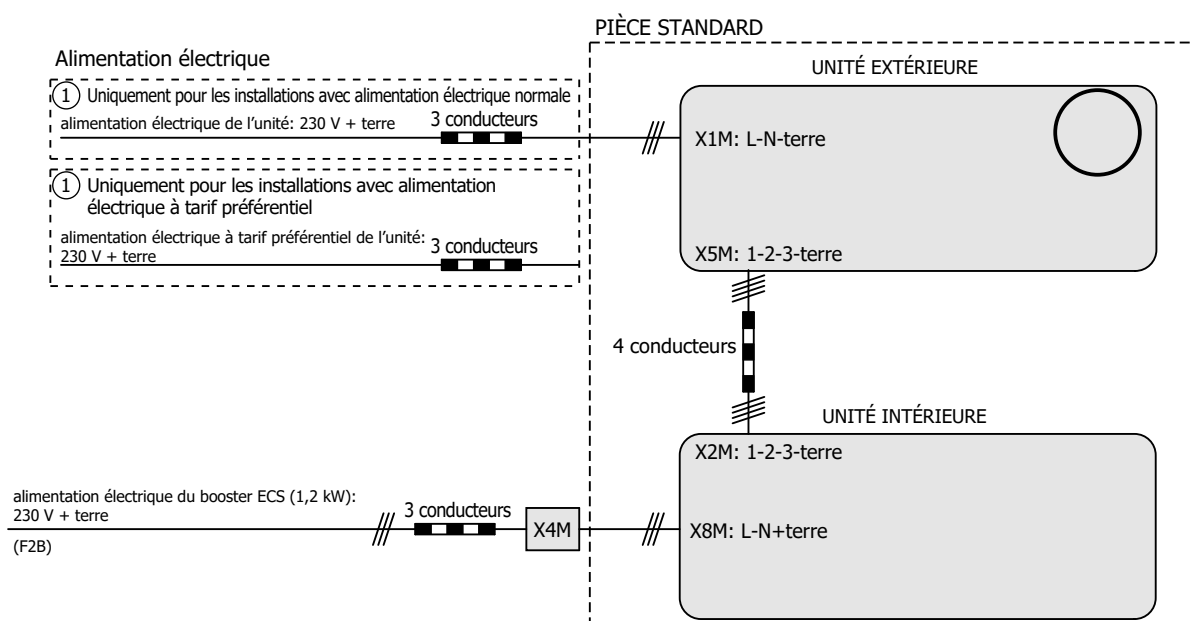 PIÈCE STANDARD
Alimentation électrique
UNITÉ EXTÉRIEURE
1 Uniquement pour les installations avec alimentation électrique normale
alimentation électrique de l'unité: 230 V + terre
3 conducteurs
X1M: L-N-terre
1 Uniquement pour les installations avec alimentation
électrique à tarif préférentiel
alimentation électrique à tarif préférentiel de l'unité:
230 V + terre
3 conducteurs
X5M: 1-2-3-terre
4 conducteurs
UNITÉ INTÉRIEURE
X2M: 1-2-3-terre
alimentation électrique du booster ECS (1,2 kW):
230 V + terre
(F2B)
3 conducteurs
X4M
X8M: L-N+terre